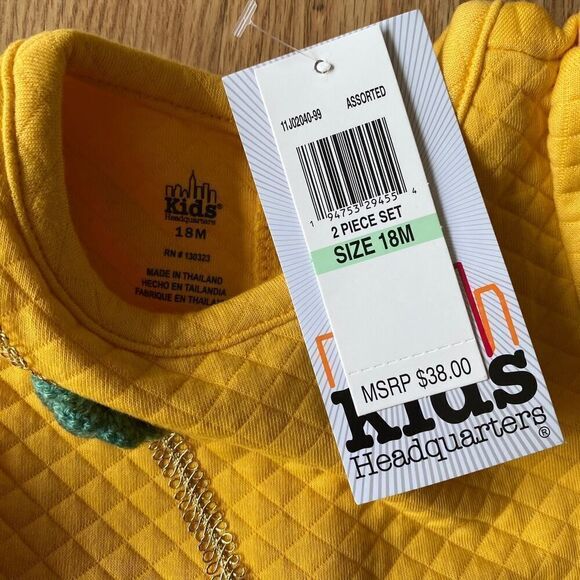 Kids®
Headquarters
18M
RN # 130323
MADE IN THAILAND
HECHO EN TAILANDIA
FABRIQUE EN THAILAN
11J02040-99 ASSORTED
1 94753 29455 4
2 PIECE SET
SIZE 18M
MSRP $38.00
kids
Headquarters®